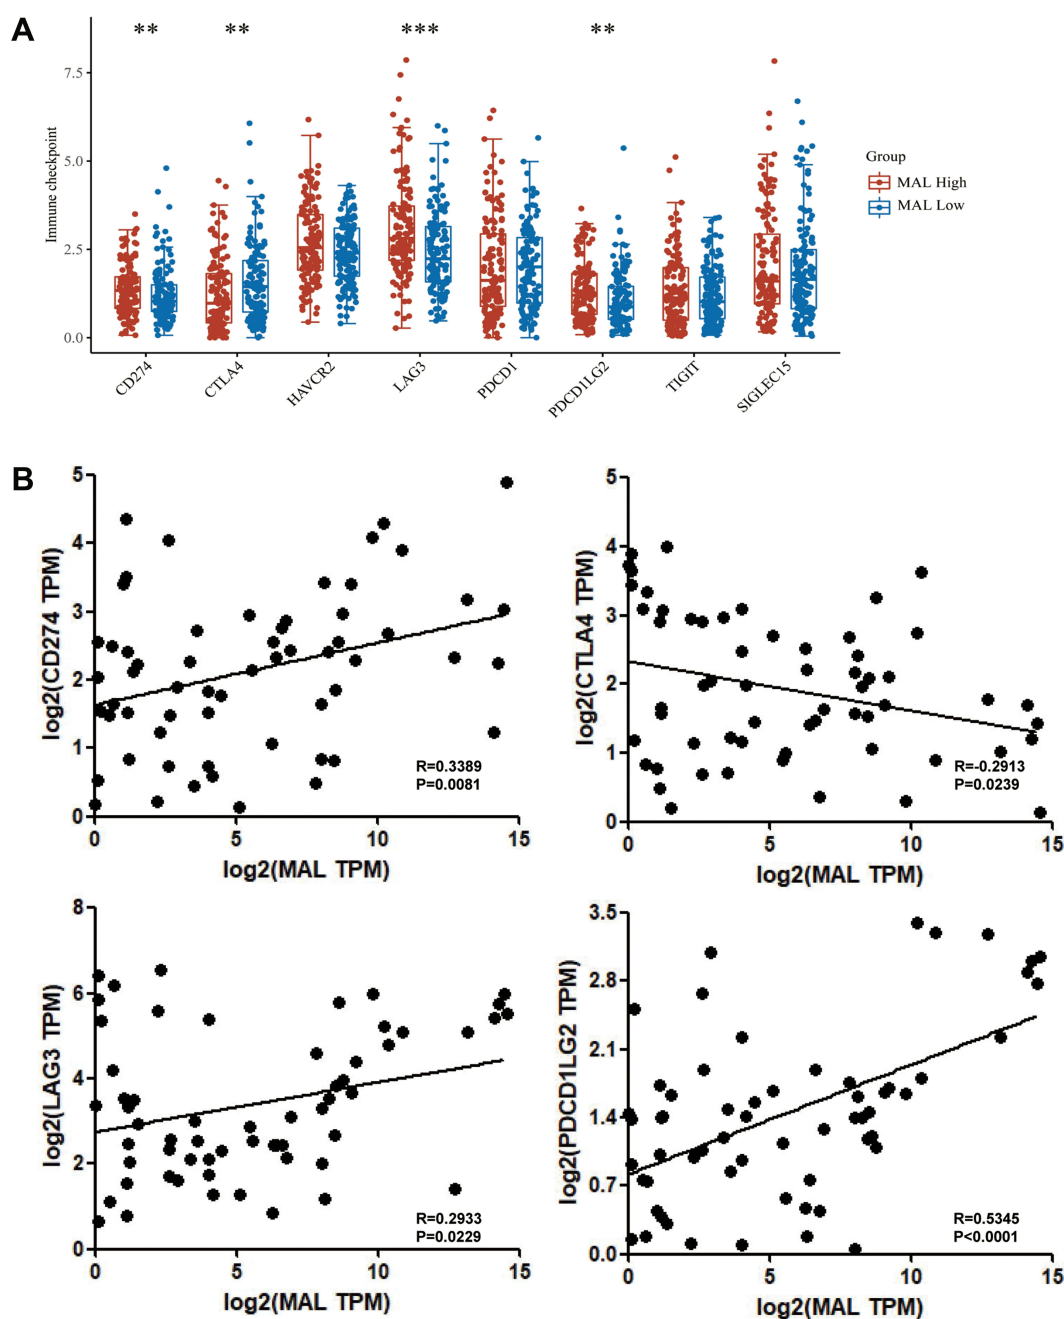 A
** ** *** **
Immune checkpoint
7.5
5.0
2.5
0.0
CD274 CTLA4 HAVCR2 LAG3 PDCD1 PDCD1LG2 TIGIT SIGLEC15
Group
MAL High
MAL Low
B
log2(CD274 TPM)
5
4
3
2
1
0
R=0.3389
P=0.0081
0 5 10 15
log2(MAL TPM)
log2(CTLA4 TPM)
5
4
3
2
1
0
R=-0.2913
P=0.0239
0 5 10 15
log2(MAL TPM)
log2(LAG3 TPM)
8
6
4
2
0
R=0.2933
P=0.0229
0 5 10 15
log2(MAL TPM)
log2(PDCD1LG2 TPM)
3.5
2.8
2.1
1.4
0.7
0.0
R=0.5345
P<0.0001
0 5 10 15
log2(MAL TPM)